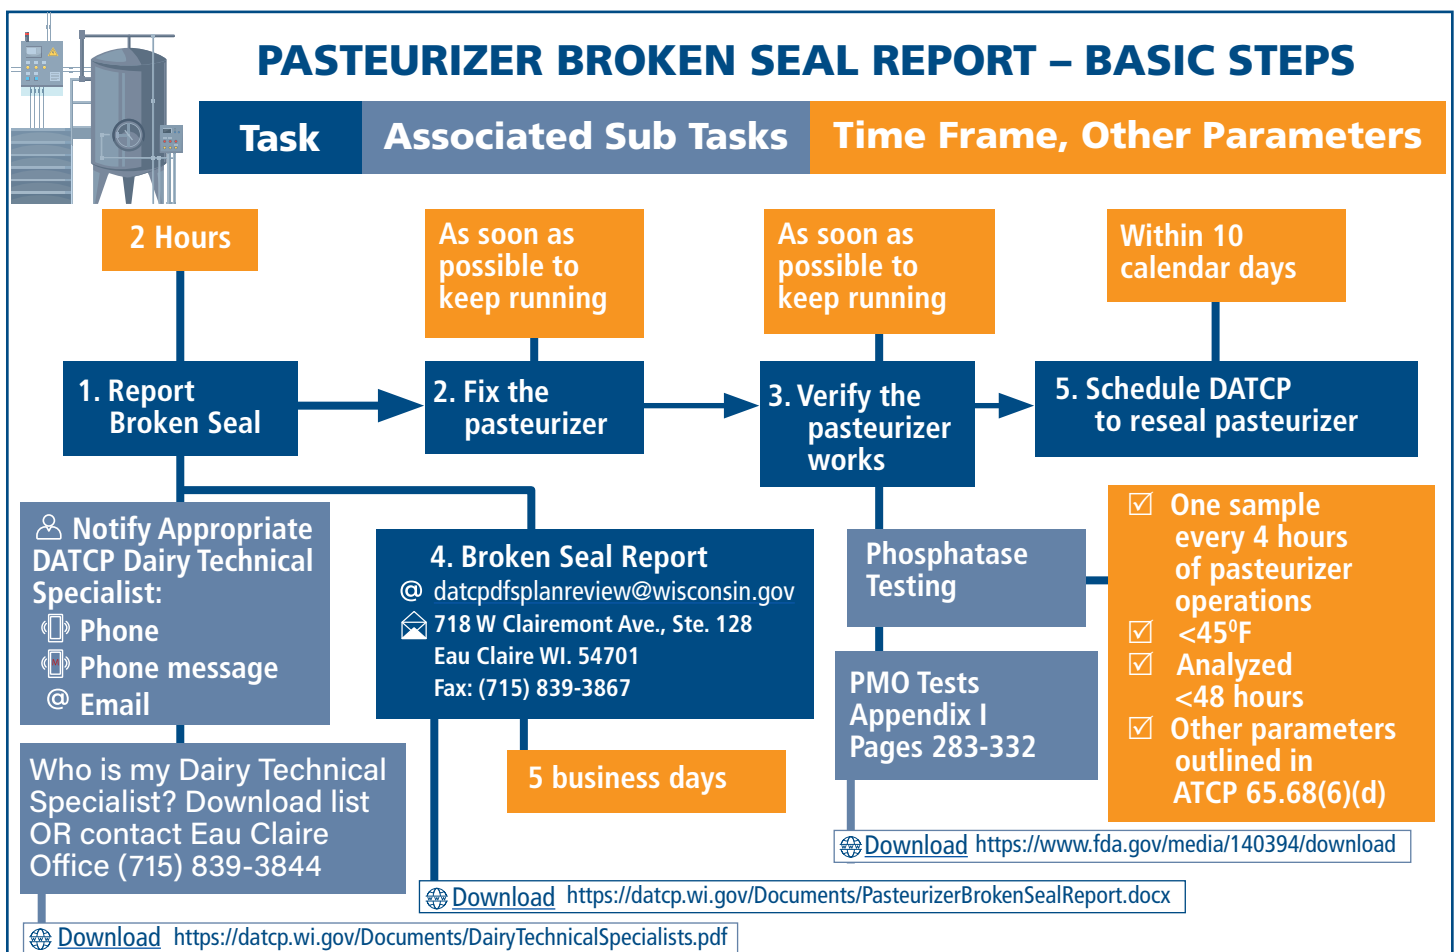 PASTEURIZER BROKEN SEAL REPORT – BASIC STEPS
Task
Associated Sub Tasks
Time Frame, Other Parameters
2 Hours
As soon as
possible to
keep running
As soon as
possible to
keep running
Within 10
calendar days
1. Report
Broken Seal
2. Fix the
pasteurizer
3. Verify the
pasteurizer
works
5. Schedule DATCP
to reseal pasteurizer
Notify Appropriate
DATCP Dairy Technical
Specialist:
Phone
Phone message
@ Email
Who is my Dairy Technical
Specialist? Download list
OR contact Eau Claire
Office (715) 839-3844
Download https://datcp.wi.gov/Documents/DairyTechnicalSpecialists.pdf
4. Broken Seal Report
@ datcpdfsplanreview@wisconsin.gov
718 W Clairemont Ave., Ste. 128
Eau Claire WI. 54701
Fax: (715) 839-3867
5 business days
Download https://datcp.wi.gov/Documents/PasteurizerBrokenSealReport.docx
Phosphatase
Testing
PMO Tests
Appendix I
Pages 283-332
Download https://www.fda.gov/media/140394/download
☑ One sample
every 4 hours
of pasteurizer
operations
☑ <45⁰F
☑ Analyzed
<48 hours
☑ Other parameters
outlined in
ATCP 65.68(6)(d)